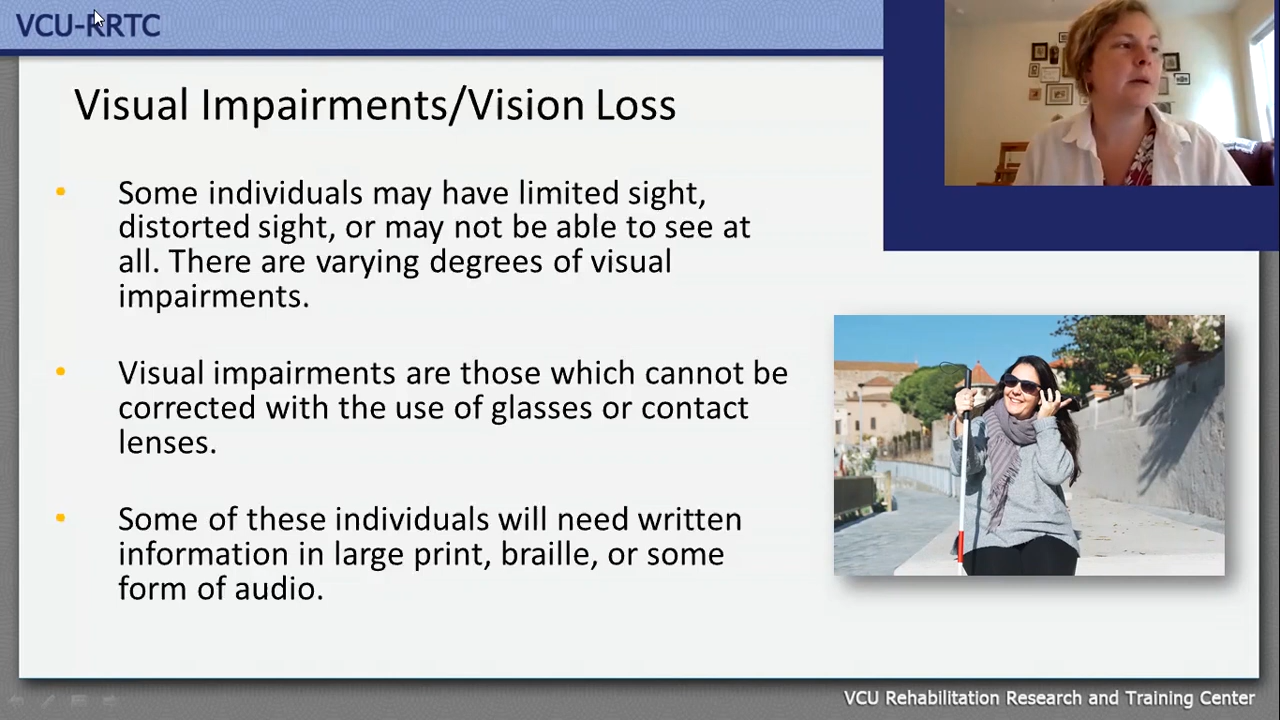 VCU-RRTC
Visual Impairments/Vision Loss
• Some individuals may have limited sight,
distorted sight, or may not be able to see at
all. There are varying degrees of visual
impairments.
• Visual impairments are those which cannot be
corrected with the use of glasses or contact
lenses.
• Some of these individuals will need written
information in large print, braille, or some
form of audio.
VCU Rehabilitation Research and Training Center